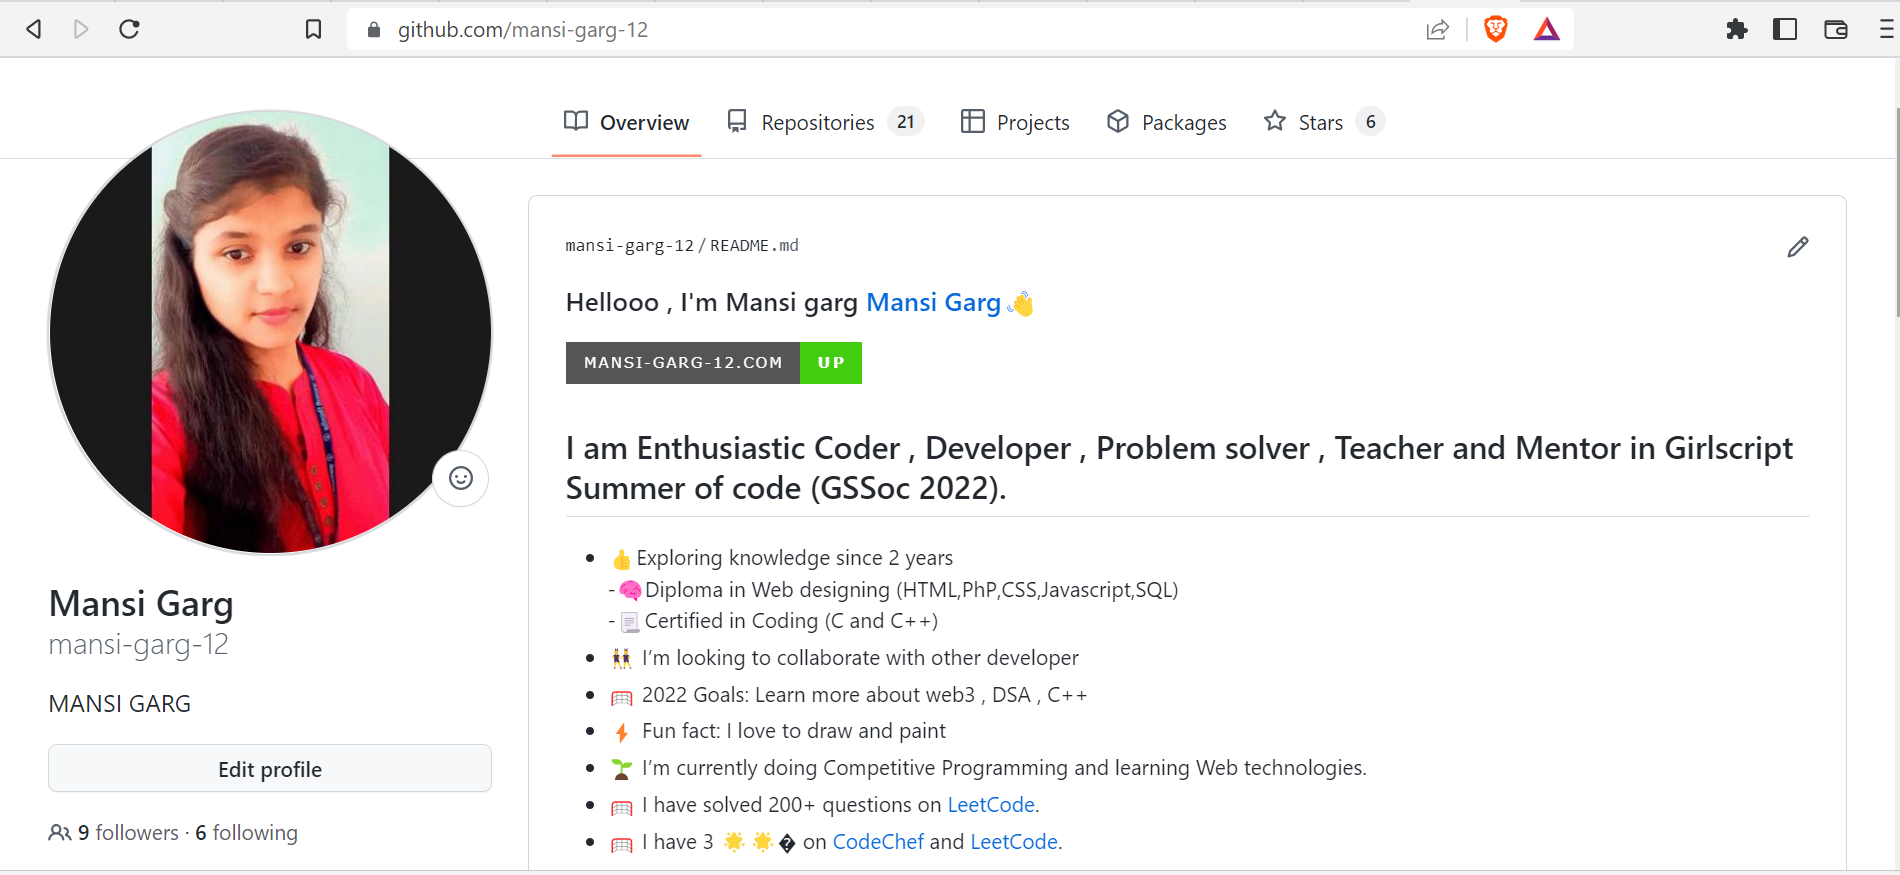 github.com/mansi-garg-12
Overview Repositories 21 Projects Packages Stars 6
mansi-garg-12/README.md
Hellooo , I'm Mansi garg Mansi Garg 👋
MANSI-GARG-12.COM UP
I am Enthusiastic Coder , Developer , Problem solver , Teacher and Mentor in Girlscript
Summer of code (GSSoc 2022).
👍Exploring knowledge since 2 years
- 🧠Diploma in Web designing (HTML,PhP,CSS,Javascript,SQL)
- 📜Certified in Coding (C and C++)
👯 I’m looking to collaborate with other developer
🥅 2022 Goals: Learn more about web3 , DSA , C++
⚡ Fun fact: I love to draw and paint
🌱 I’m currently doing Competitive Programming and learning Web technologies.
🥅 I have solved 200+ questions on LeetCode.
🥅 I have 3 🌟 🌟� on CodeChef and LeetCode.
Mansi Garg
mansi-garg-12
MANSI GARG
Edit profile
9 followers · 6 following